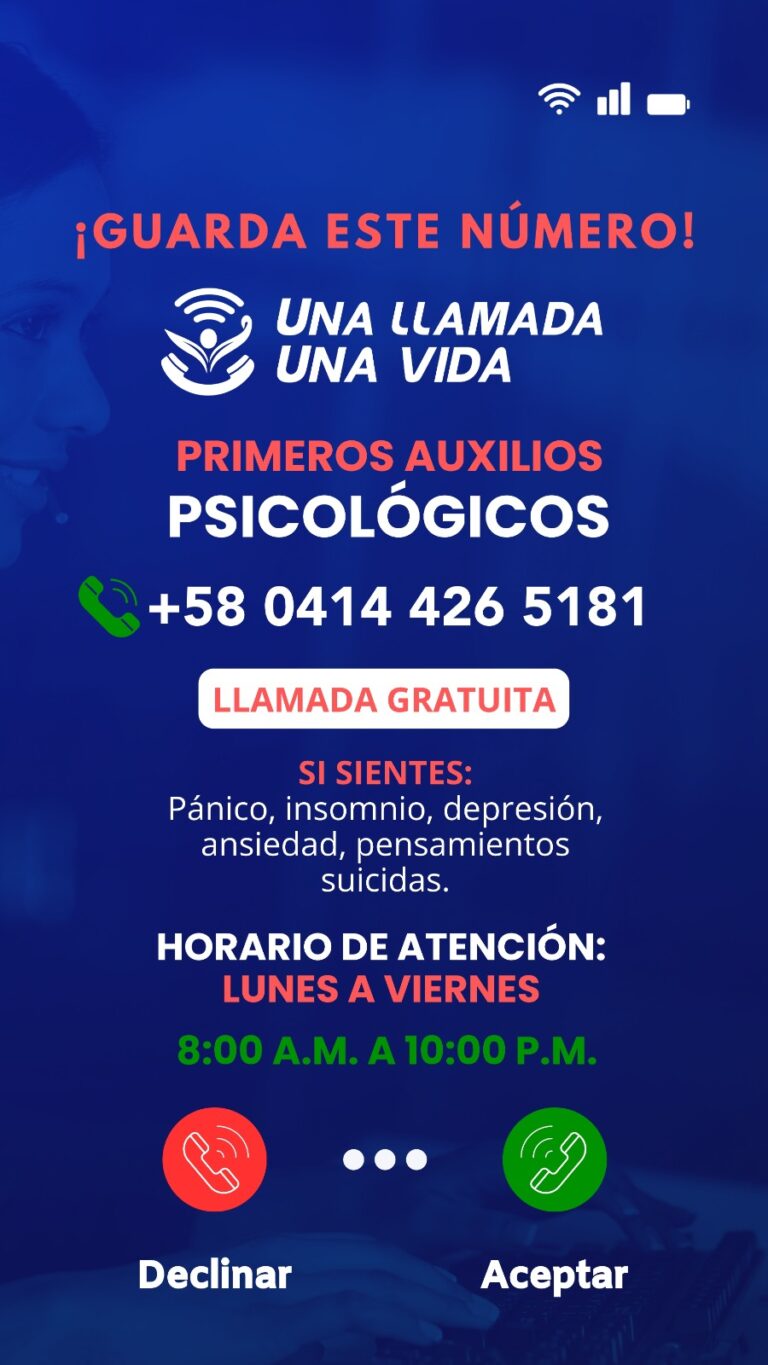 ¡GUARDA ESTE NÚMERO!
UNA LLAMADA
UNA VIDA
PRIMEROS AUXILIOS
PSICOLÓGICOS
+58 0414 426 5181
LLAMADA GRATUITA
SI SIENTES:
Pánico, insomnio, depresión,
ansiedad, pensamientos
suicidas.
HORARIO DE ATENCIÓN:
LUNES A VIERNES
8:00 A.M. A 10:00 P.M.
Declinar
Aceptar